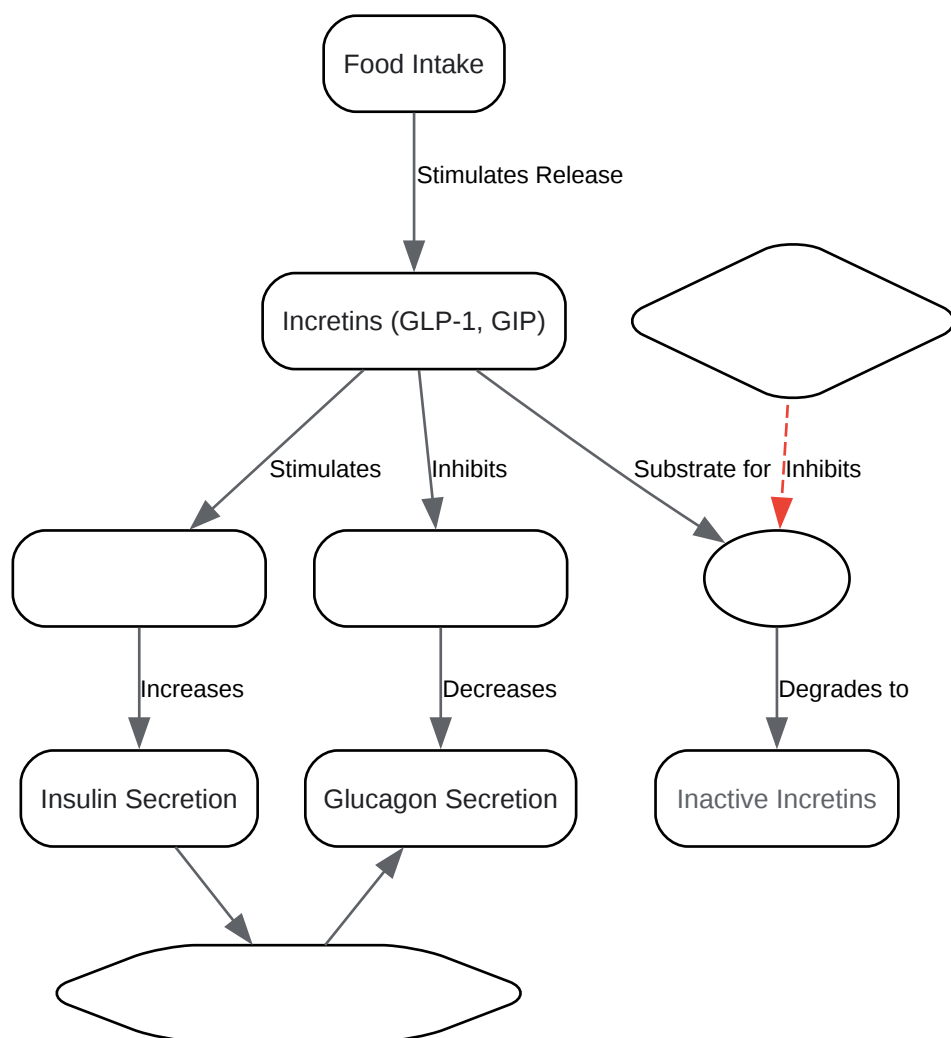 Food Intake
Stimulates Release
Incretins (GLP-1, GIP)
Stimulates
Inhibits
Substrate for
Inhibits
Increases
Decreases
Degrades to
Insulin Secretion
Glucagon Secretion
Inactive Incretins